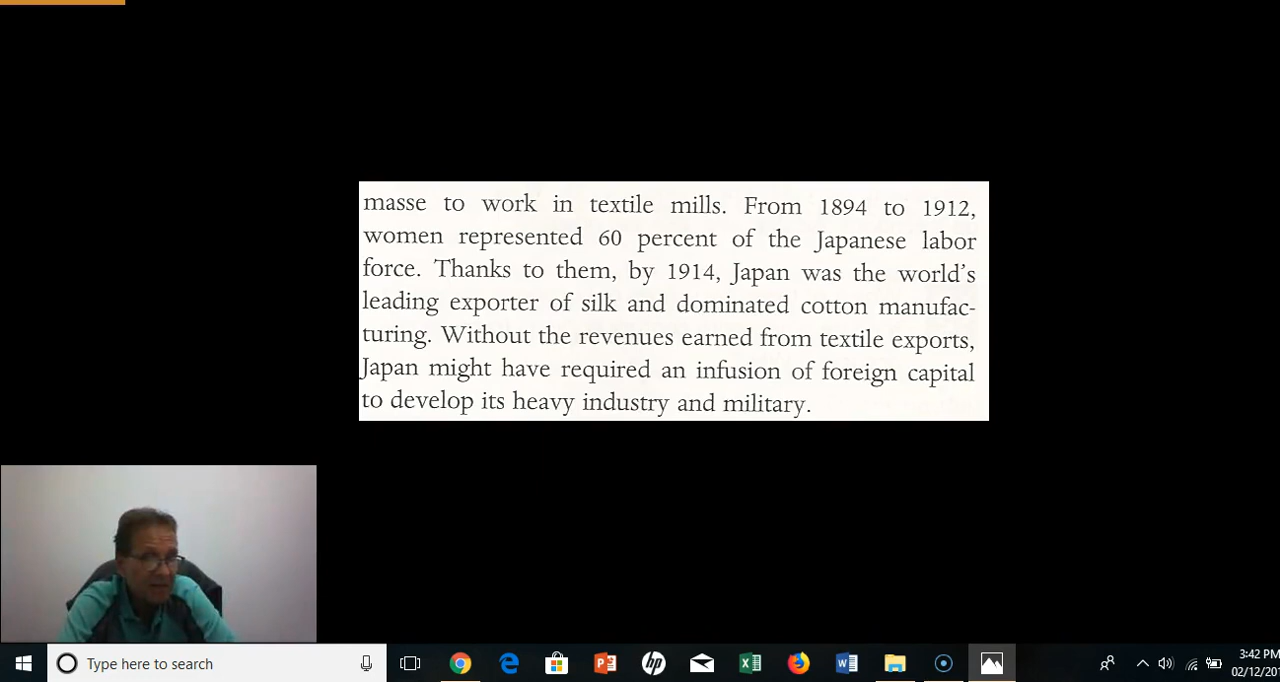 masse to work in textile mills. From 1894 to 1912,
women represented 60 percent of the Japanese labor
force. Thanks to them, by 1914, Japan was the world's
leading exporter of silk and dominated cotton manufac-
turing. Without the revenues earned from textile exports,
Japan might have required an infusion of foreign capital
to develop its heavy industry and military.
Type here to search
3:42 PM
02/12/20